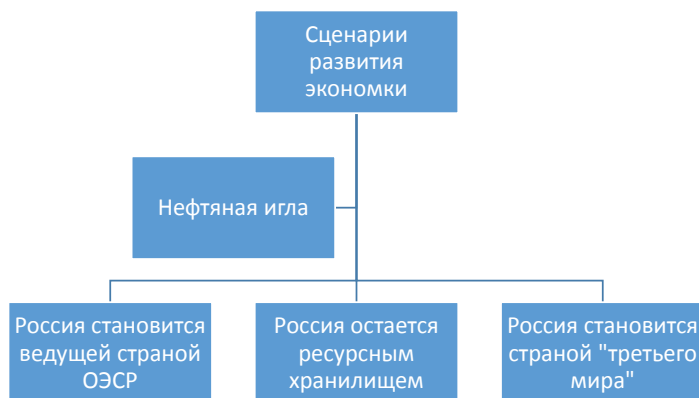 Сценарии
развития
экономки
Нефтяная игла
Россия становится
ведущей страной
ОЭСР
Россия остается
ресурсным
хранилищем
Россия становится
страной "третьего
мира"